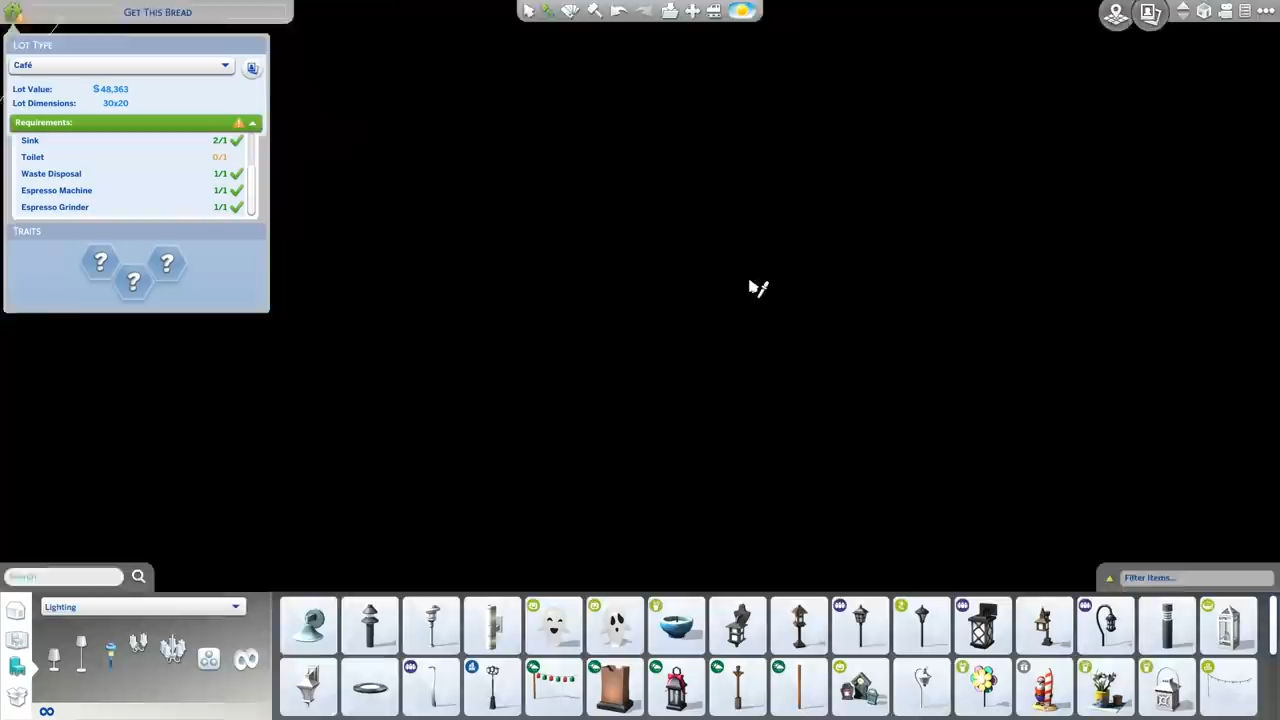 Get This Bread
Lot Type
Café
Lot Value: §48,363
Lot Dimensions: 30x20
Requirements:
Sink 2/1
Toilet 0/1
Waste Disposal 1/1
Espresso Machine 1/1
Espresso Grinder 1/1
Traits
? ? ?
Search
Filter Items...
Lighting